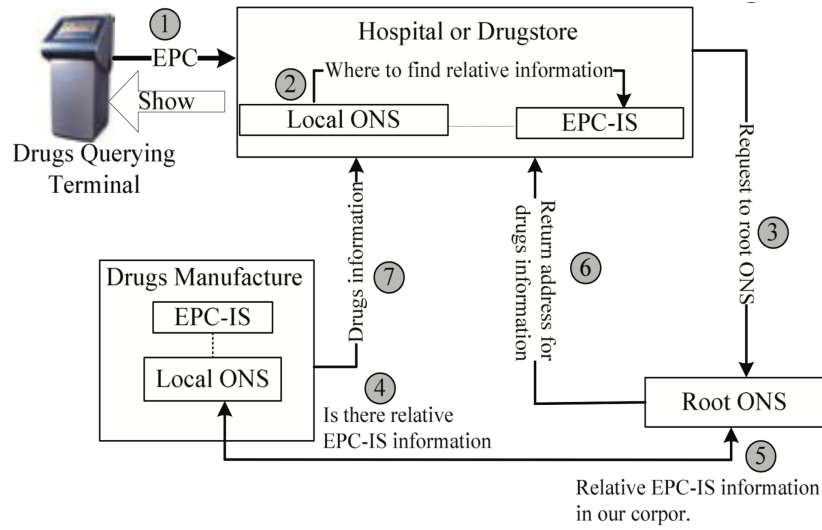 1
EPC
Show
Drugs Querying
Terminal
Hospital or Drugstore
2
Where to find relative information
Local ONS
EPC-IS
Request to root ONS
3
Return address for
drugs information
6
Drugs information
7
Drugs Manufacture
EPC-IS
Local ONS
4
Is there relative
EPC-IS information
Root ONS
5
Relative EPC-IS information
in our corpor.